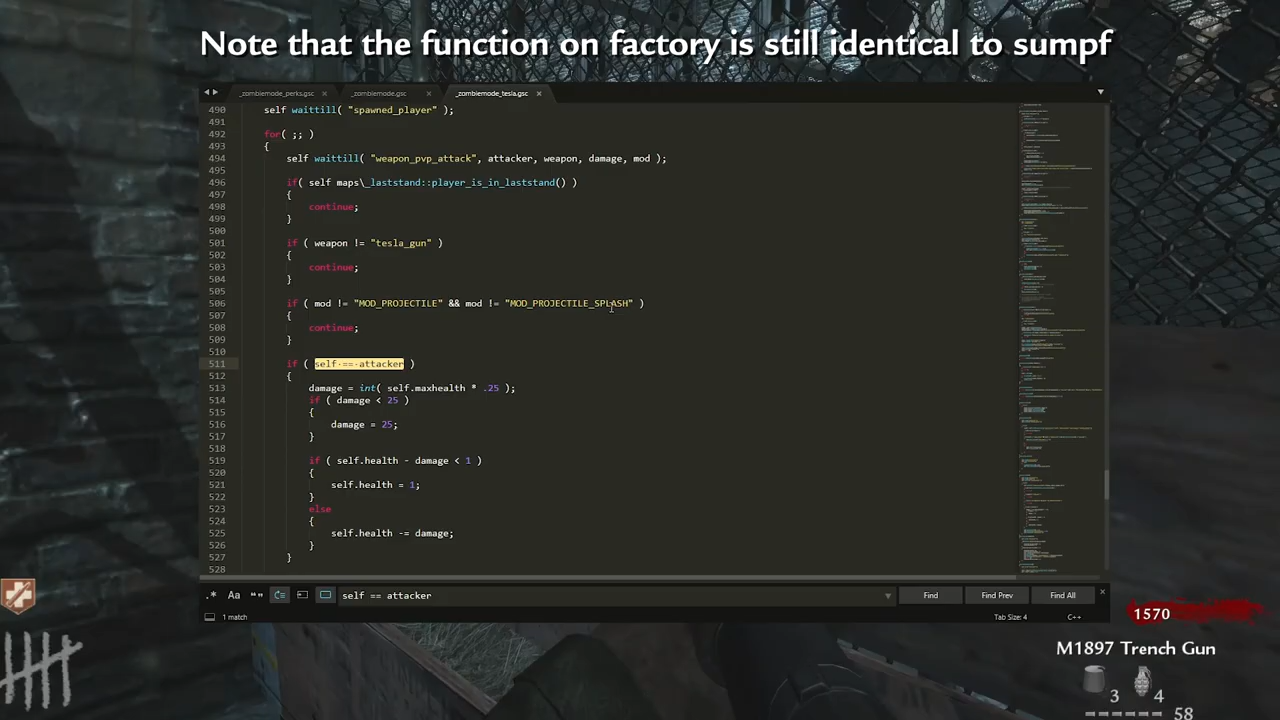 Note that the function on factory is still identical to sumpf
_zombiemode_perks.gsc × _zombiemode.gsc × _zombiemode_tesla.gsc ×
490 self waittill( "spawned_player" );
491
492 for( ;; )
493 {
494 self waittill( "weapon_pvp_attack", attacker, weapon, damage, mod );
495
496 if( self maps\_laststand::player_is_in_laststand() )
497 {
498 continue;
499 }
500
501 if ( weapon != "tesla_gun" )
502 {
503 continue;
504 }
505
506 if ( mod != "MOD_PROJECTILE" && mod != "MOD_PROJECTILE_SPLASH" )
507 {
508 continue;
509 }
510
511 if ( self == attacker )
512 {
513 damage = int( self.maxhealth * .25 );
514 if ( damage < 25 )
515 {
516 damage = 25;
517 }
518
519 if ( self.health - damage < 1 )
520 {
521 self.health = 1;
522 }
523 else
524 {
525 self.health -= damage;
526 }
527 }
528
.* Aa “” self == attacker Find Find Prev Find All ×
1 match Tab Size: 4 C++
1570
M1897 Trench Gun
3 4
58